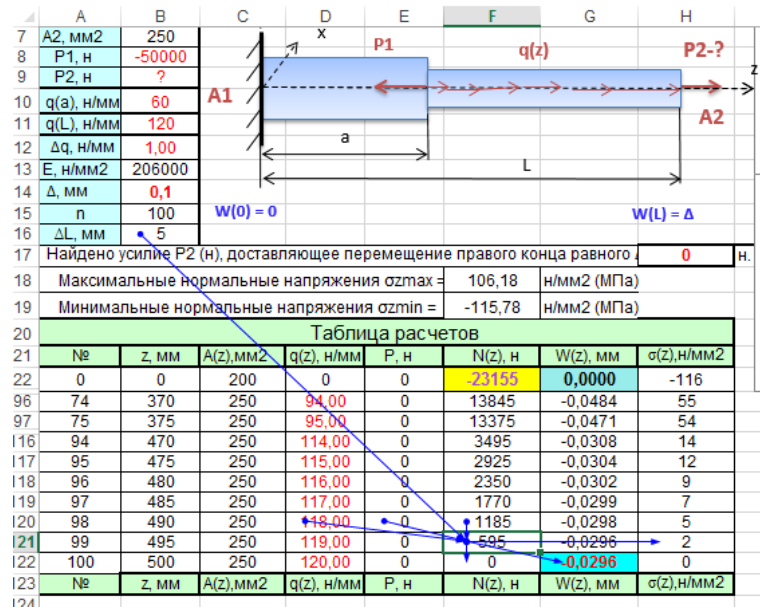 A B C D E F G H
7 A2, мм2 250
8 P1, н -50000
9 P2, н ?
10 q(a), н/мм 60
11 q(L), н/мм 120
12 Δq, н/мм 1,00
13 E, н/мм2 206000
14 Δ, мм 0,1
15 n 100
16 ΔL, мм 5
x P1 q(z) P2-? z
A1 A2
a
L
W(0) = 0 W(L) = Δ
17 Найдено усилие P2 (н), доставляющее перемещение правого конца равного 0 н.
18 Максимальные нормальные напряжения σzmax = 106,18 н/мм2 (МПа)
19 Минимальные нормальные напряжения σzmin = -115,78 н/мм2 (МПа)
20 Таблица расчетов
21 № z, мм A(z),мм2 q(z), н/мм P, н N(z), н W(z), мм σ(z),н/мм2
22 0 0 200 0 0 -23155 0,0000 -116
96 74 370 250 94,00 0 13845 -0,0484 55
97 75 375 250 95,00 0 13375 -0,0471 54
116 94 470 250 114,00 0 3495 -0,0308 14
117 95 475 250 115,00 0 2925 -0,0304 12
118 96 480 250 116,00 0 2350 -0,0302 9
119 97 485 250 117,00 0 1770 -0,0299 7
120 98 490 250 118,00 0 1185 -0,0298 5
121 99 495 250 119,00 0 595 -0,0296 2
122 100 500 250 120,00 0 0 -0,0296 0
123 № z, мм A(z),мм2 q(z), н/мм P, н N(z), н W(z), мм σ(z),н/мм2
124